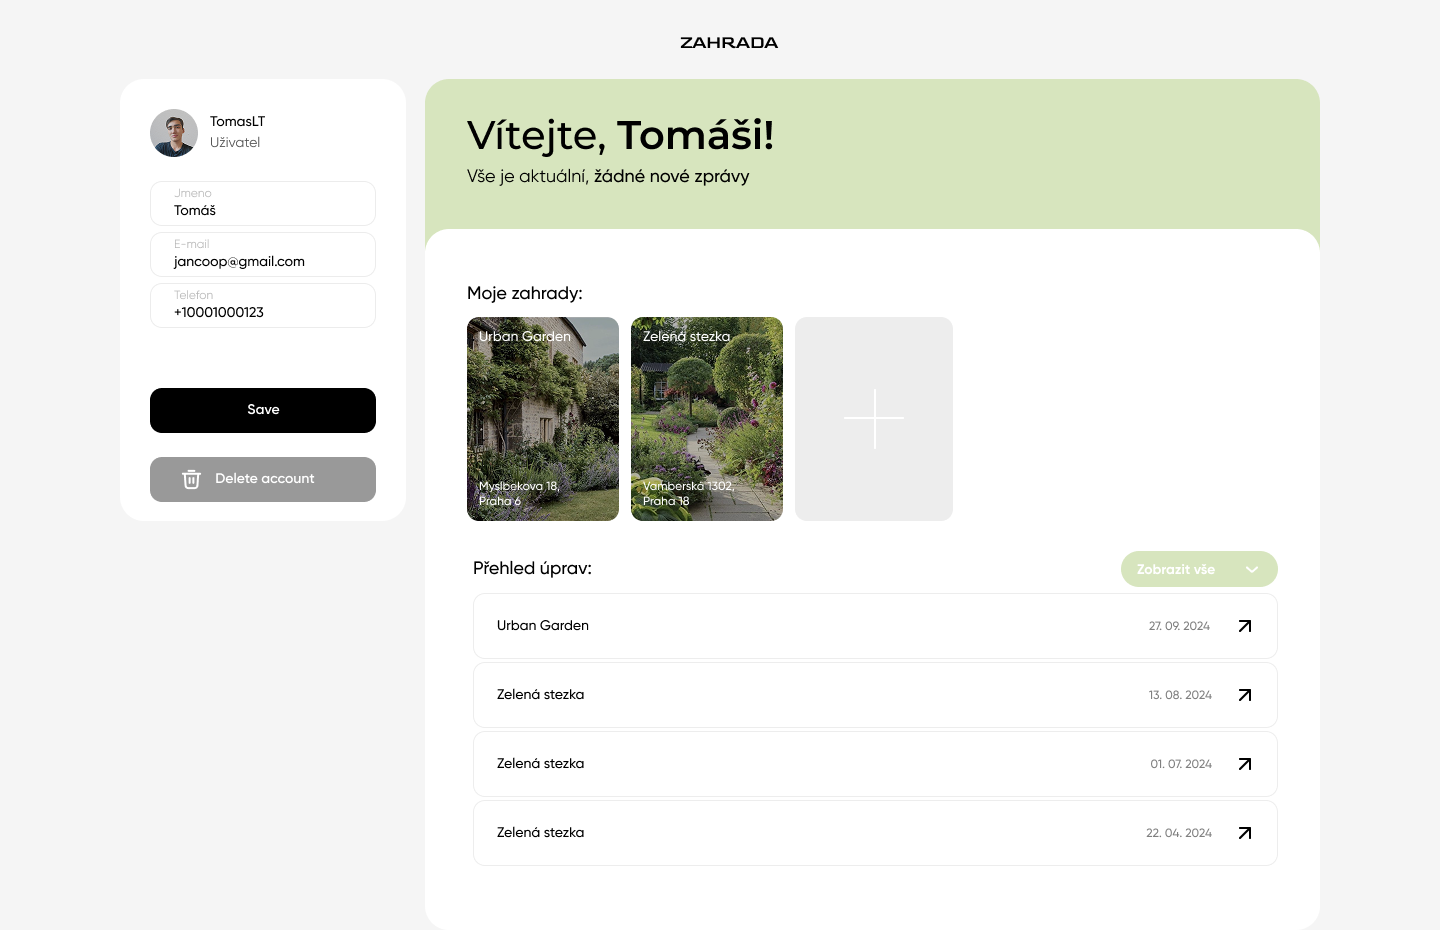 ZAHRADA
TomasLT
Uživatel
Jmeno
Tomáš
E-mail
jancoop@gmail.com
Telefon
+10001000123
Save
Delete account
Vítejte, Tomáši!
Vše je aktuální, žádné nové zprávy
Moje zahrady:
Urban Garden
Myslbekova 18,
Praha 6
Zelená stezka
Vamberská 1302,
Praha 18
Přehled úprav:
Zobrazit vše
Urban Garden
27. 09. 2024
Zelená stezka
13. 08. 2024
Zelená stezka
01. 07. 2024
Zelená stezka
22. 04. 2024